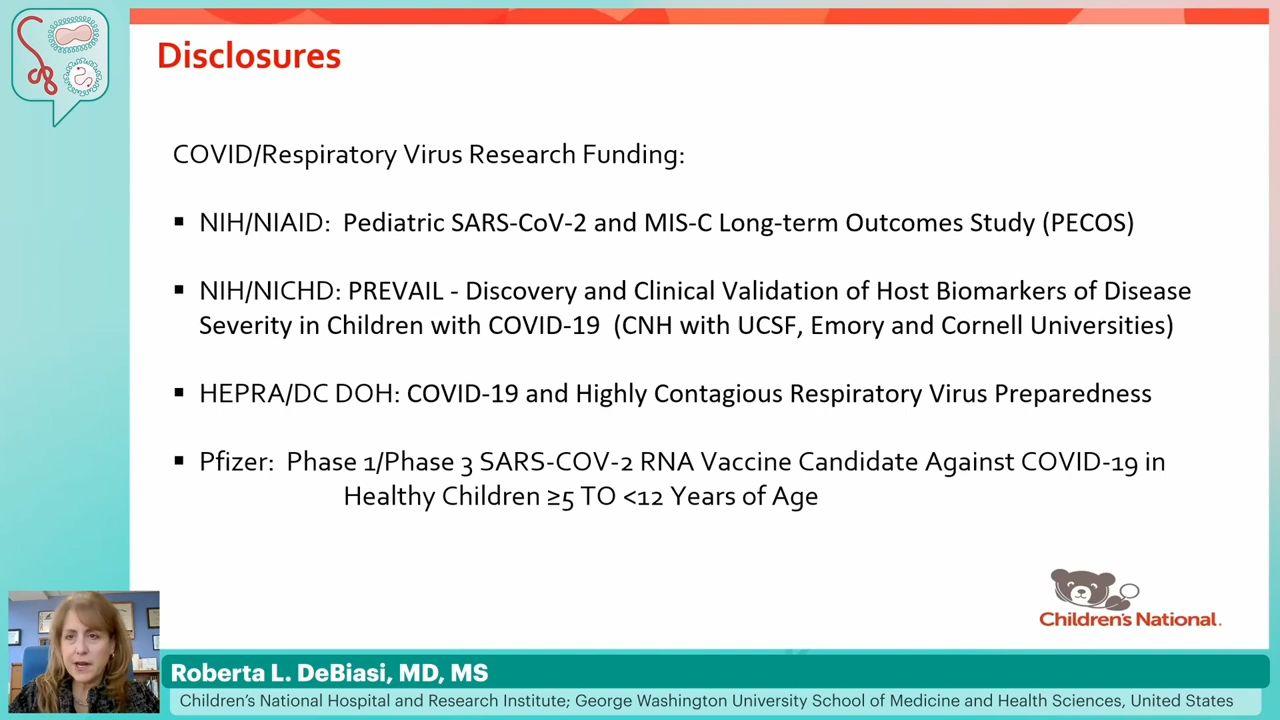 Disclosures
COVID/Respiratory Virus Research Funding:
▪ NIH/NIAID: Pediatric SARS-CoV-2 and MIS-C Long-term Outcomes Study (PECOS)
▪ NIH/NICHD: PREVAIL - Discovery and Clinical Validation of Host Biomarkers of Disease
Severity in Children with COVID-19 (CNH with UCSF, Emory and Cornell Universities)
▪ HEPRA/DC DOH: COVID-19 and Highly Contagious Respiratory Virus Preparedness
▪ Pfizer: Phase 1/Phase 3 SARS-COV-2 RNA Vaccine Candidate Against COVID-19 in
Healthy Children ≥5 TO <12 Years of Age
Children's National.
Roberta L. DeBiasi, MD, MS
Children's National Hospital and Research Institute; George Washington University School of Medicine and Health Sciences, United States